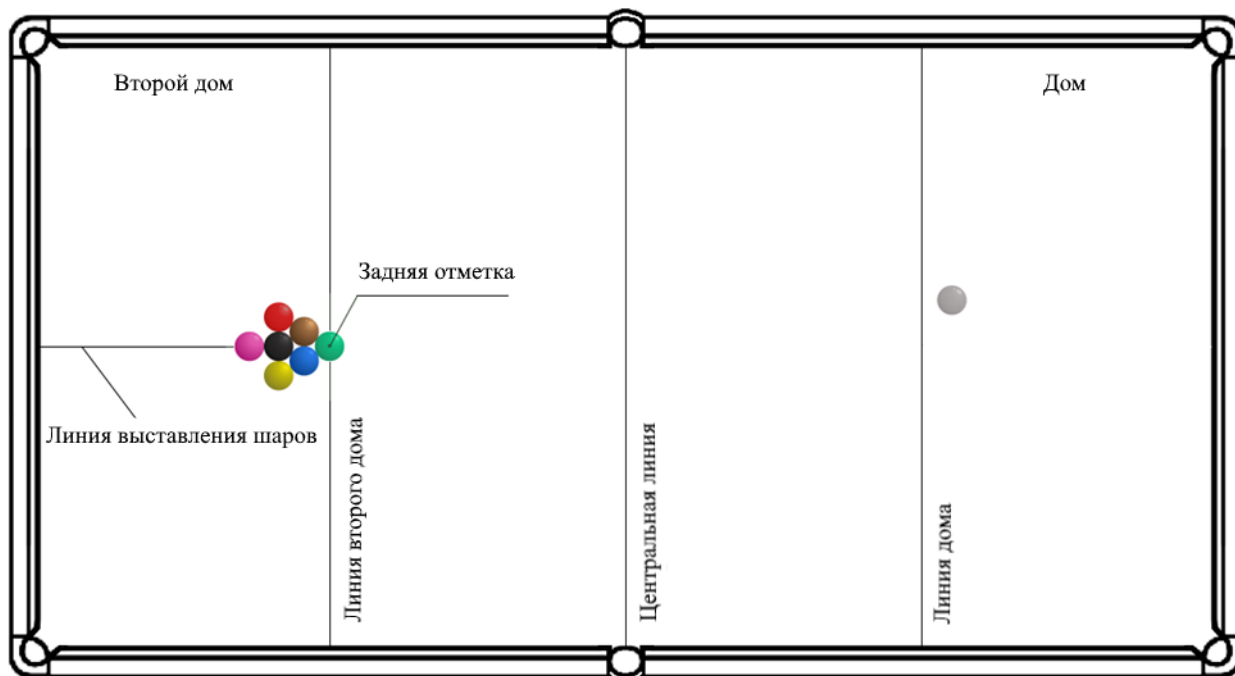 Второй дом
Дом
Задняя отметка
Линия выставления шаров
Линия второго дома
Центральная линия
Линия дома